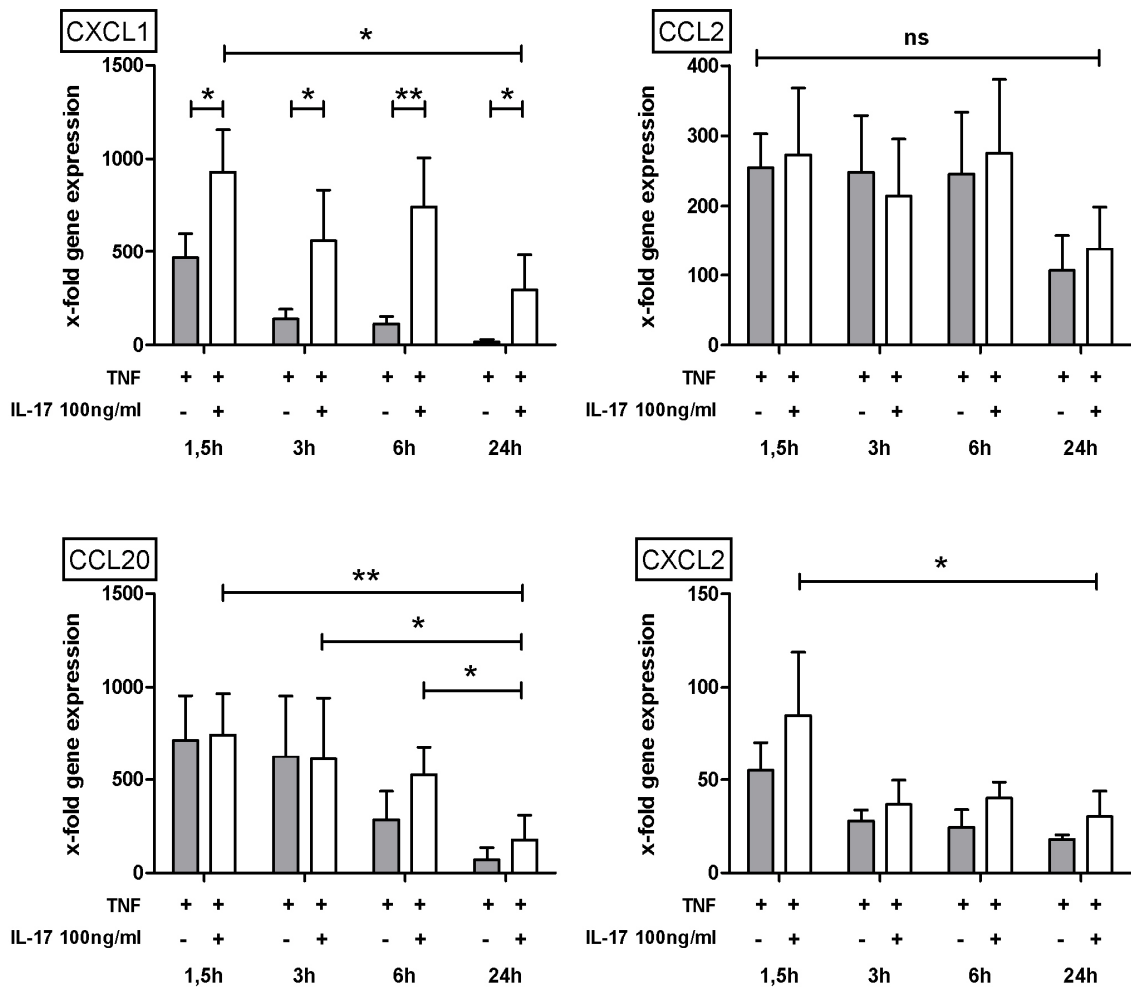 CXCL1
*
1500
* * ** *
1000
500
0
x-fold gene expression
TNF + + + + + + + +
IL-17 100ng/ml - + - + - + - +
1,5h 3h 6h 24h
CCL2
ns
400
300
200
100
0
x-fold gene expression
TNF + + + + + + + +
IL-17 100ng/ml - + - + - + - +
1,5h 3h 6h 24h
CCL20
**
1500
*
*
1000
500
0
x-fold gene expression
TNF + + + + + + + +
IL-17 100ng/ml - + - + - + - +
1,5h 3h 6h 24h
CXCL2
*
150
100
50
0
x-fold gene expression
TNF + + + + + + + +
IL-17 100ng/ml - + - + - + - +
1,5h 3h 6h 24h